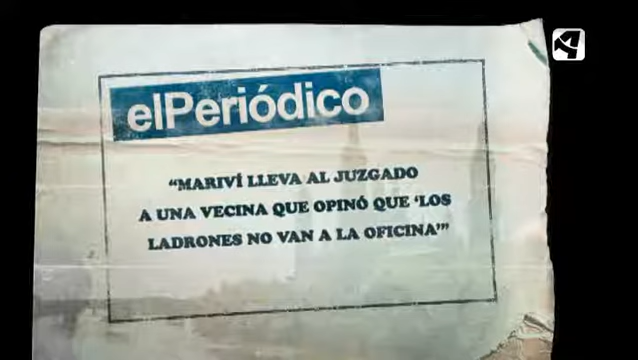 elPeriódico
“MARIVÍ LLEVA AL JUZGADO
A UNA VECINA QUE OPINÓ QUE ‘LOS
LADRONES NO VAN A LA OFICINA’”